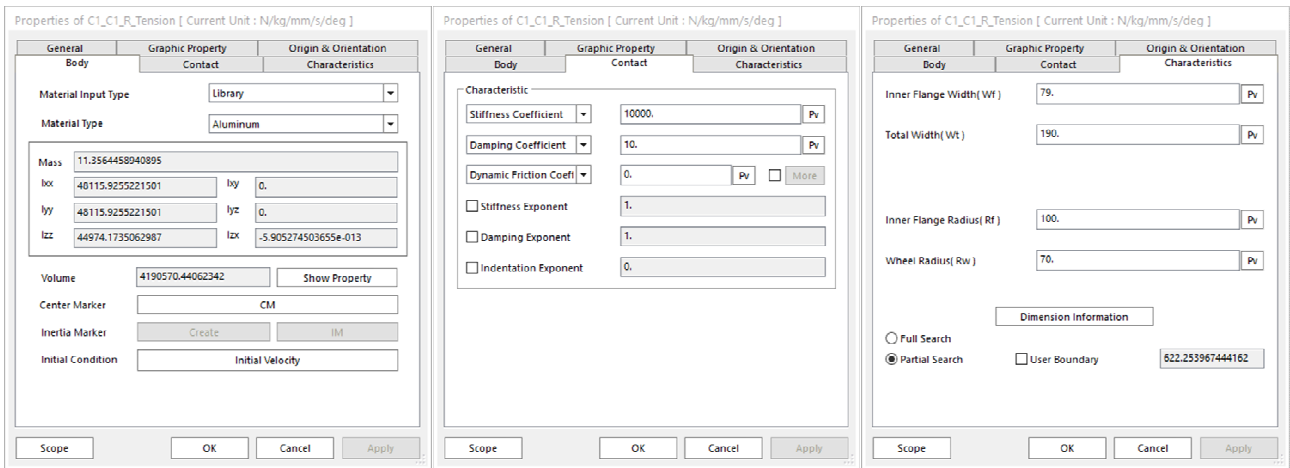 Properties of C1_C1_R_Tension [ Current Unit : N/kg/mm/s/deg ]
General Graphic Property Origin & Orientation
Body Contact Characteristics
Material Input Type Library
Material Type Aluminum
Mass 11.3564458940895
Ixx 48115.9255221501 Ixy 0.
Iyy 48115.9255221501 Iyz 0.
Izz 44974.1735062987 Izx -5.905274503655e-013
Volume 4190570.44062342 Show Property
Center Marker CM
Inertia Marker Create IM
Initial Condition Initial Velocity
Scope OK Cancel Apply
Properties of C1_C1_R_Tension [ Current Unit : N/kg/mm/s/deg ]
General Graphic Property Origin & Orientation
Body Contact Characteristics
Characteristic
Stiffness Coefficient 10000. Pv
Damping Coefficient 10. Pv
Dynamic Friction Coeffi 0. Pv More
Stiffness Exponent 1.
Damping Exponent 1.
Indentation Exponent 0.
Scope OK Cancel Apply
Properties of C1_C1_R_Tension [ Current Unit : N/kg/mm/s/deg ]
General Graphic Property Origin & Orientation
Body Contact Characteristics
Inner Flange Width( Wf ) 79. Pv
Total Width( Wt ) 190. Pv
Inner Flange Radius( Rf ) 100. Pv
Wheel Radius( Rw ) 70. Pv
Dimension Information
Full Search
Partial Search User Boundary 622.253967444162
Scope OK Cancel Apply